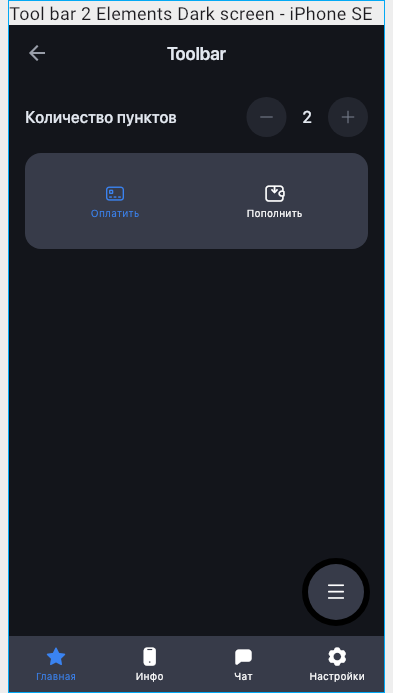 Tool bar 2 Elements Dark screen - iPhone SE
Toolbar
Количество пунктов 2
Оплатить Пополнить
Главная Инфо Чат Настройки